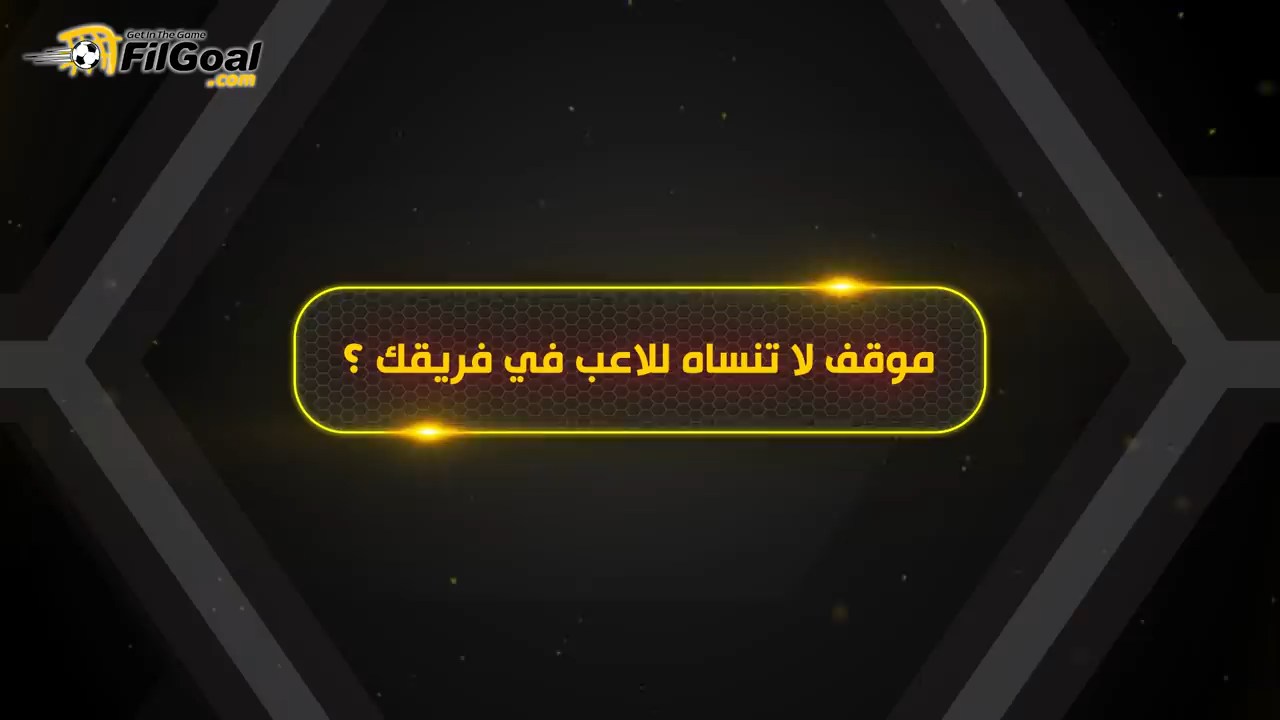 Get In The Game
FilGoal
.com
موقف لا تنساه للاعب في فريقك ؟